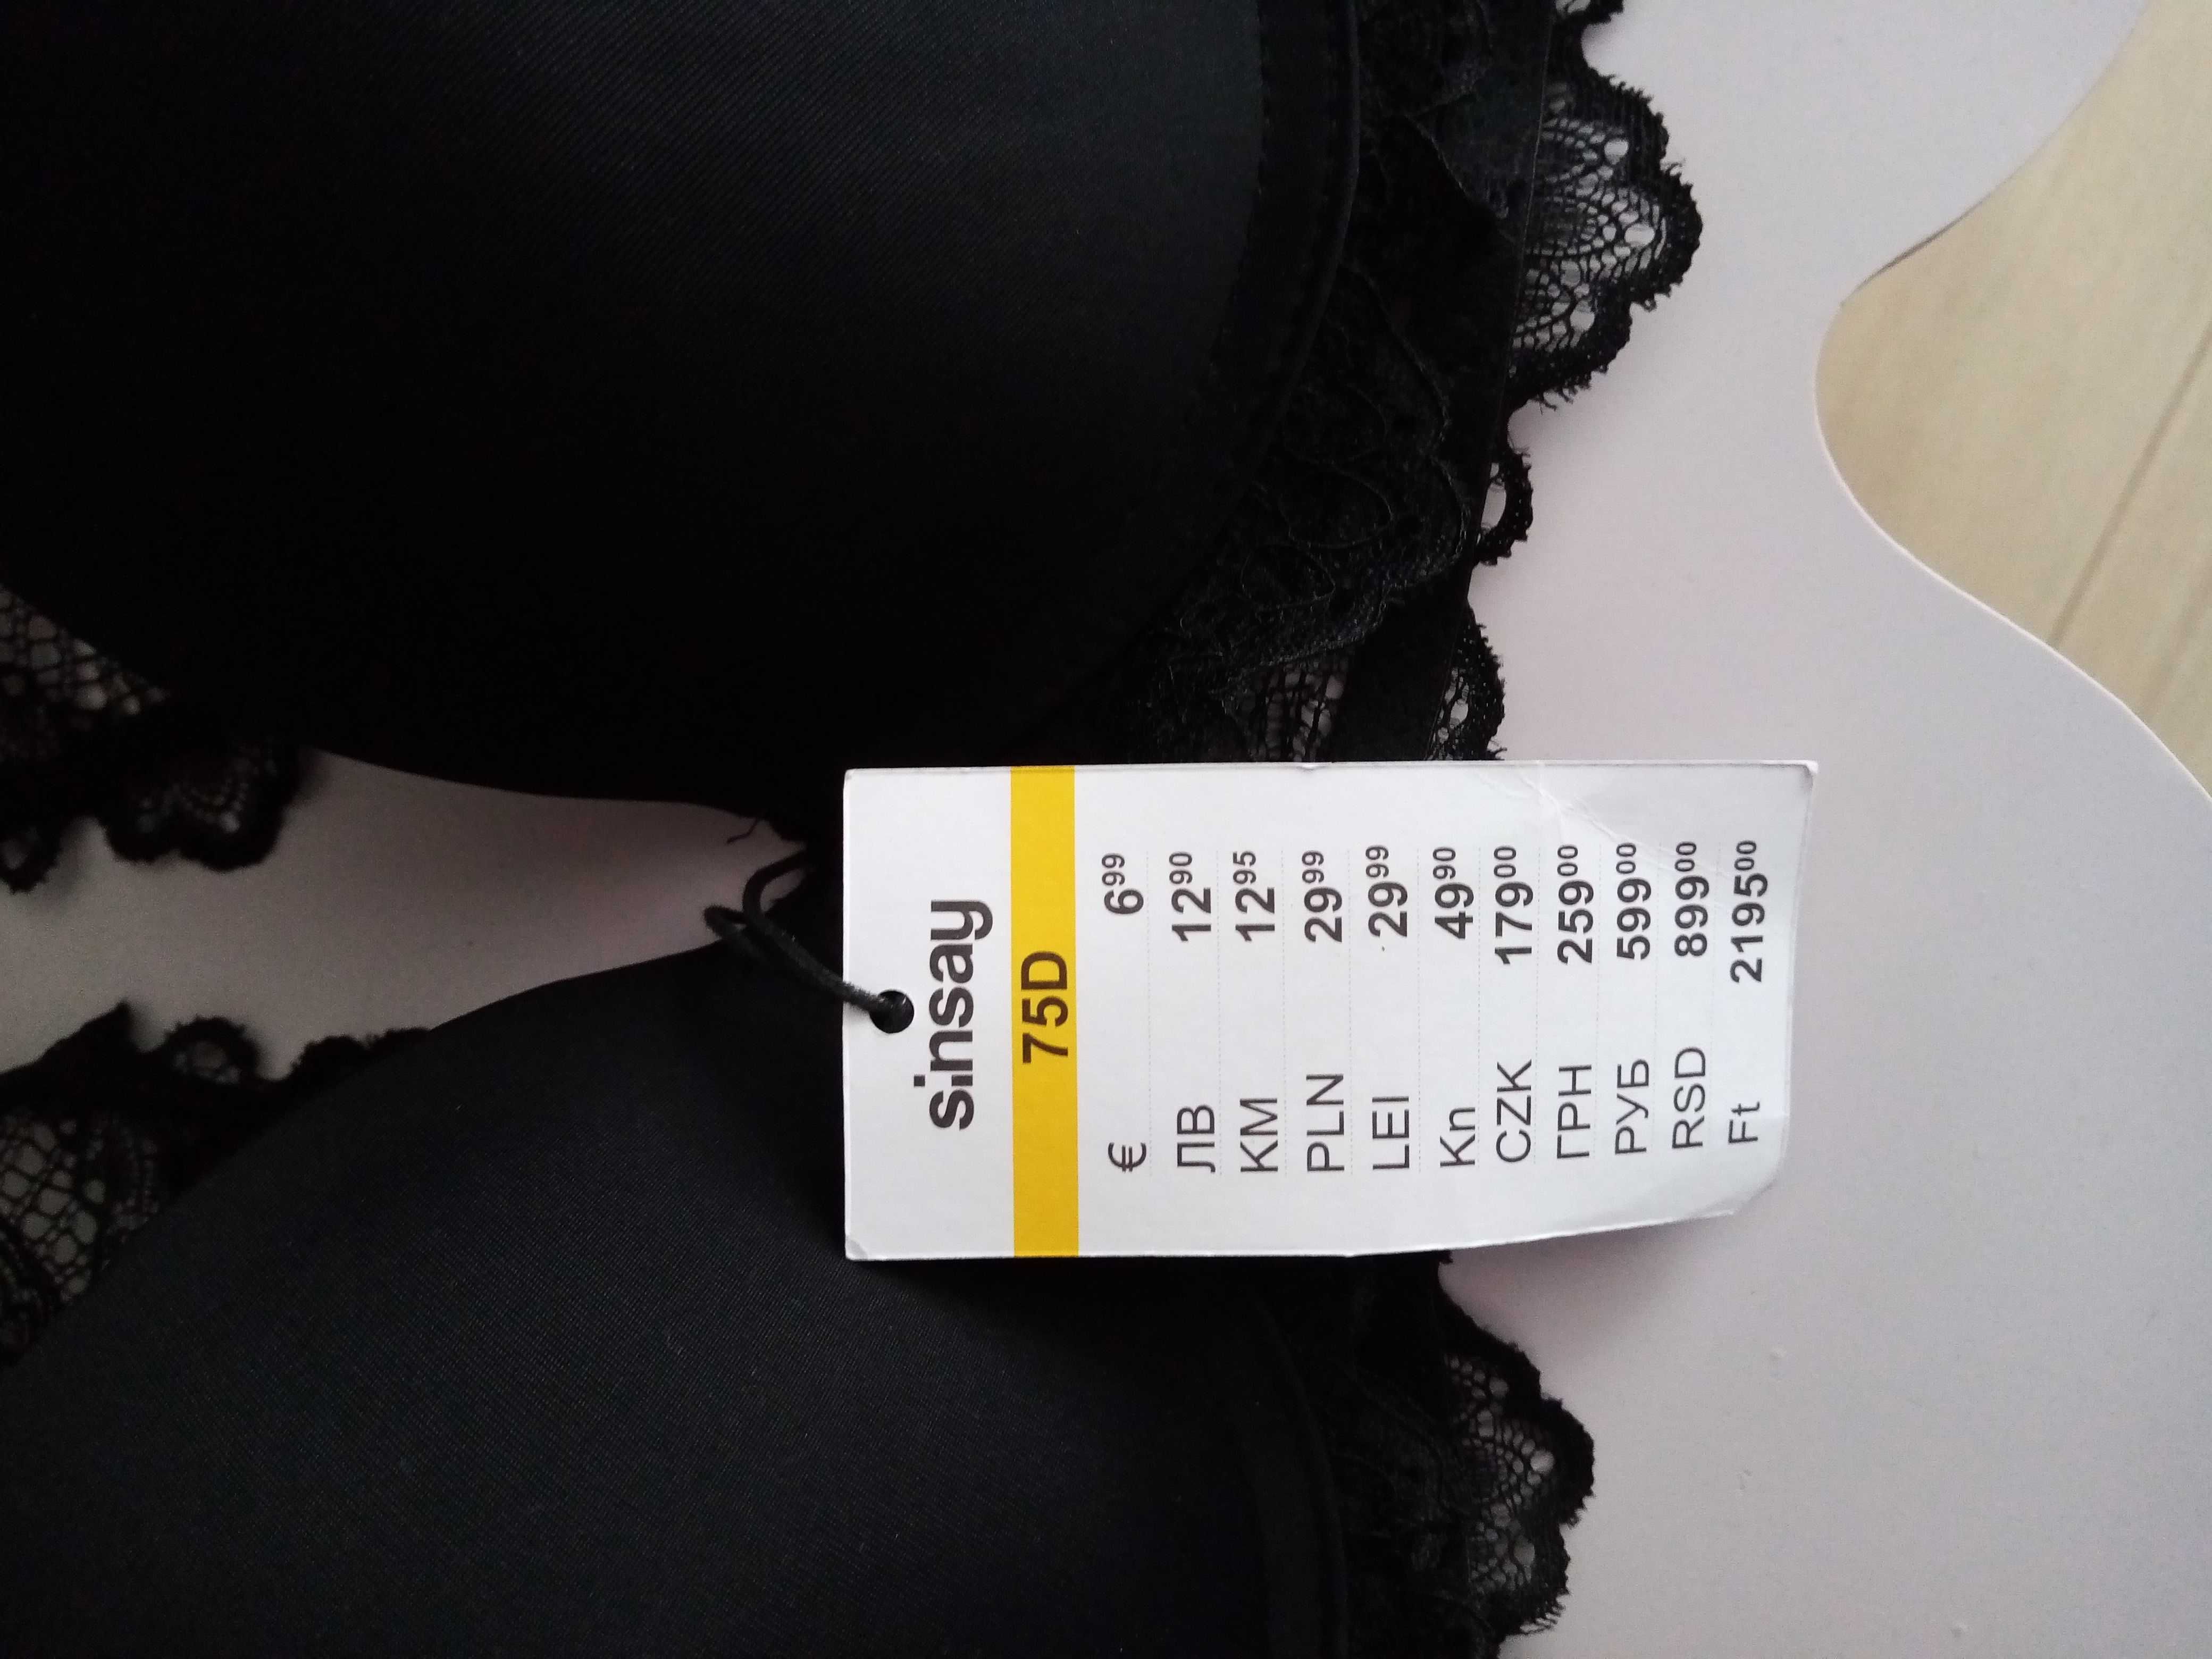 sinsay
75D
€ 6⁹⁹
ЛВ 12⁹⁰
KM 12⁹⁵
PLN 29⁹⁹
LEI 29⁹⁹
Kn 49⁹⁰
CZK 179⁰⁰
ГРН 259⁰⁰
РУБ 599⁰⁰
RSD 899⁰⁰
Ft 2195⁰⁰